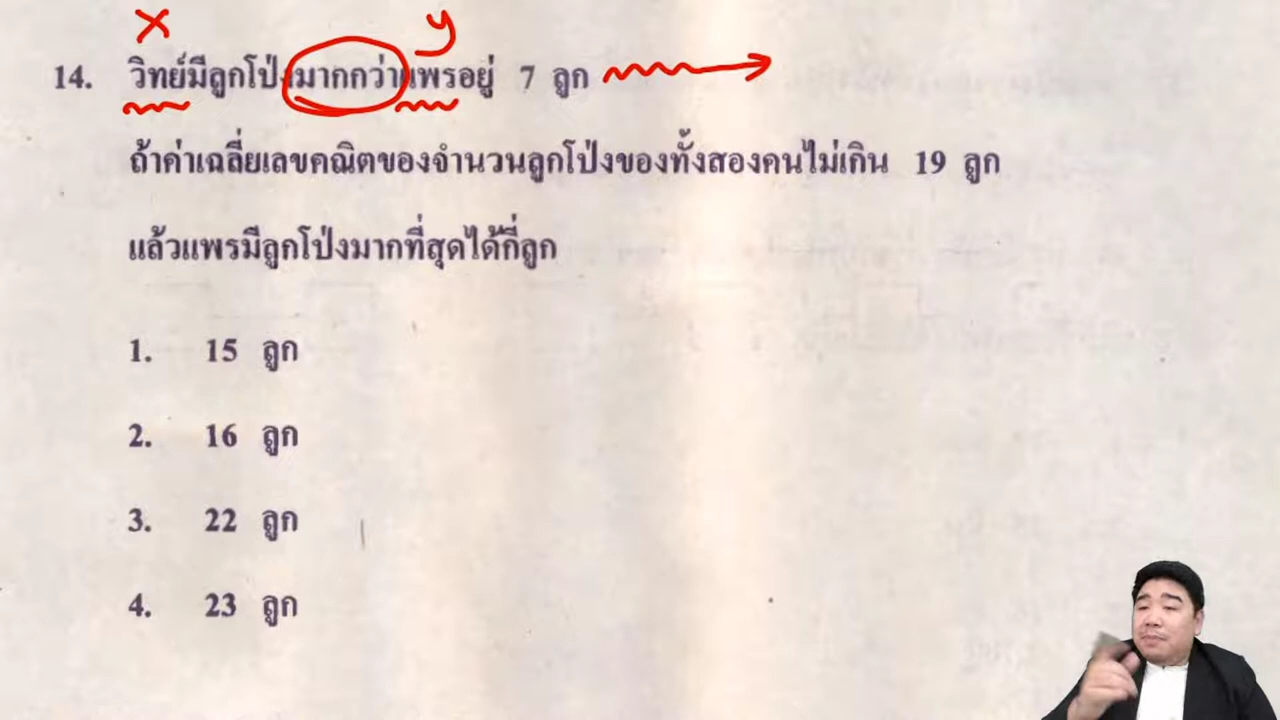 x y
14. วิทย์มีลูกโป่งมากกว่าแพรอยู่ 7 ลูก
ถ้าค่าเฉลี่ยเลขคณิตของจำนวนลูกโป่งของทั้งสองคนไม่เกิน 19 ลูก
แล้วแพรมีลูกโป่งมากที่สุดได้กี่ลูก
1. 15 ลูก
2. 16 ลูก
3. 22 ลูก
4. 23 ลูก